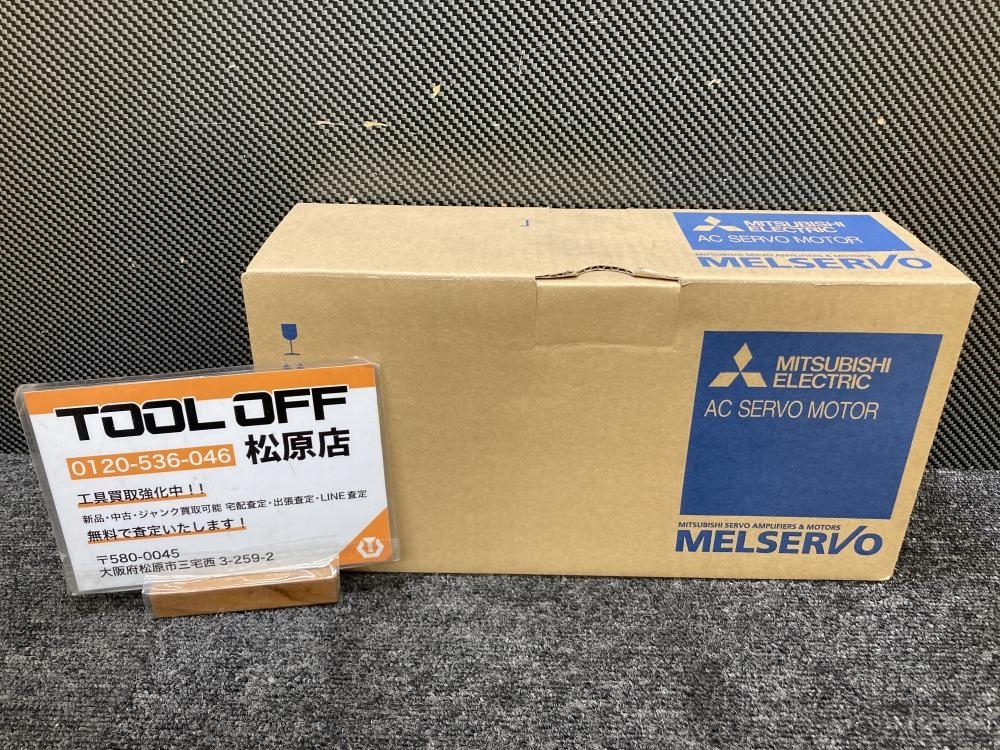 MITSUBISHI
ELECTRIC
AC SERVO MOTOR
MITSUBISHI SERVO AMPLIFIERS & MOTORS
MELSERVO
MITSUBISHI
ELECTRIC
AC SERVO MOTOR
MITSUBISHI SERVO AMPLIFIERS & MOTORS
MELSERVO
TOOL OFF
0120-536-046 松原店
工具買取強化中!!
新品・中古・ジャンク買取可能 宅配査定・出張査定・LINE査定
無料で査定いたします!
〒580-0045
大阪府松原市三宅西 3-259-2